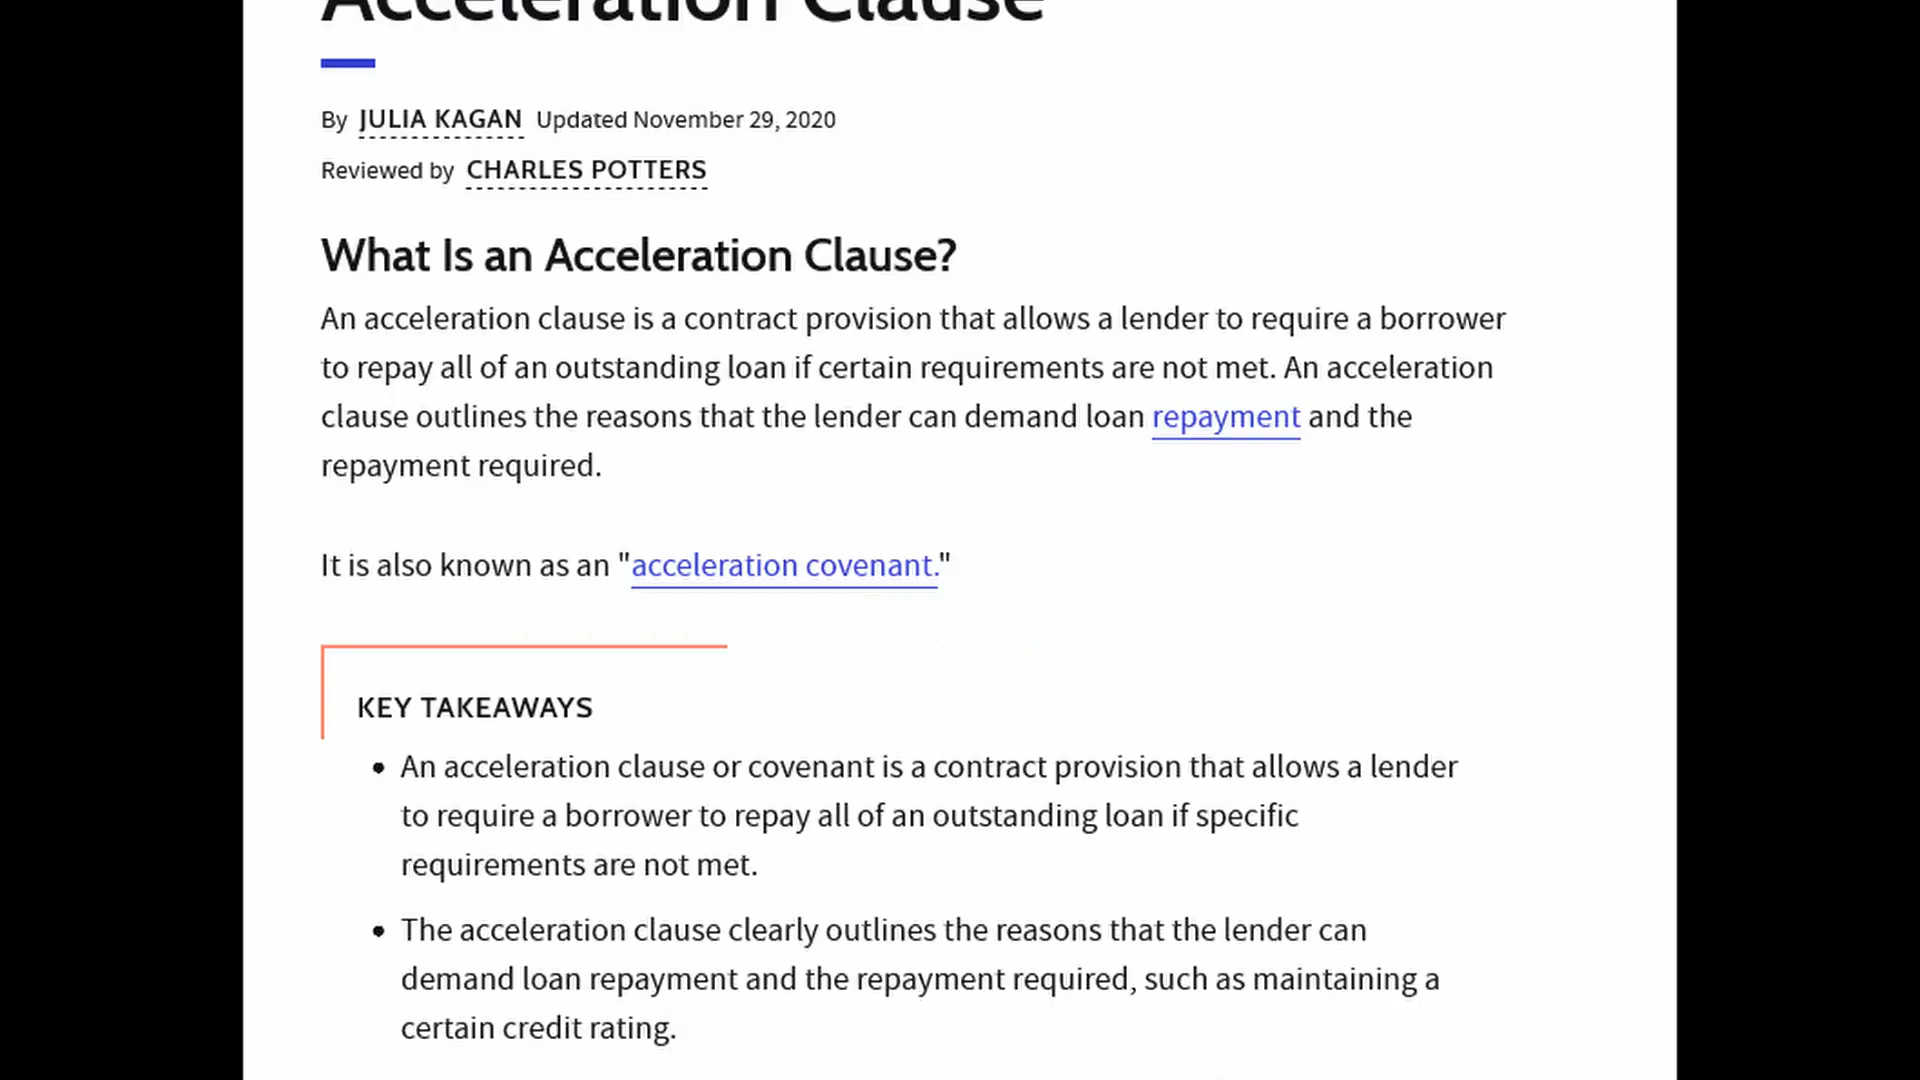 Acceleration Clause
By JULIA KAGAN Updated November 29, 2020
Reviewed by CHARLES POTTERS
What Is an Acceleration Clause?
An acceleration clause is a contract provision that allows a lender to require a borrower
to repay all of an outstanding loan if certain requirements are not met. An acceleration
clause outlines the reasons that the lender can demand loan repayment and the
repayment required.
It is also known as an "acceleration covenant."
KEY TAKEAWAYS
• An acceleration clause or covenant is a contract provision that allows a lender
to require a borrower to repay all of an outstanding loan if specific
requirements are not met.
• The acceleration clause clearly outlines the reasons that the lender can
demand loan repayment and the repayment required, such as maintaining a
certain credit rating.